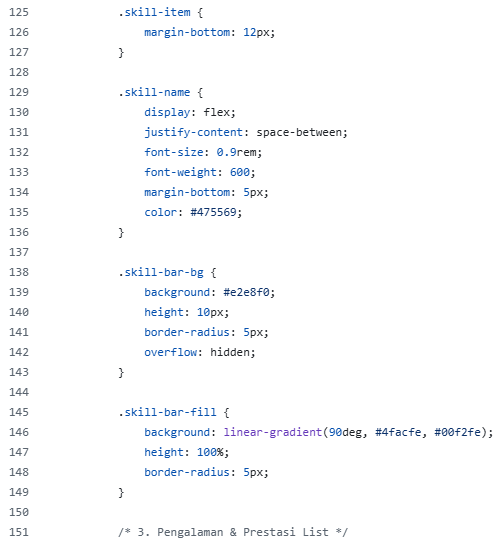 125 .skill-item {
126 margin-bottom: 12px;
127 }
128
129 .skill-name {
130 display: flex;
131 justify-content: space-between;
132 font-size: 0.9rem;
133 font-weight: 600;
134 margin-bottom: 5px;
135 color: #475569;
136 }
137
138 .skill-bar-bg {
139 background: #e2e8f0;
140 height: 10px;
141 border-radius: 5px;
142 overflow: hidden;
143 }
144
145 .skill-bar-fill {
146 background: linear-gradient(90deg, #4facfe, #00f2fe);
147 height: 100%;
148 border-radius: 5px;
149 }
150
151 /* 3. Pengalaman & Prestasi List */